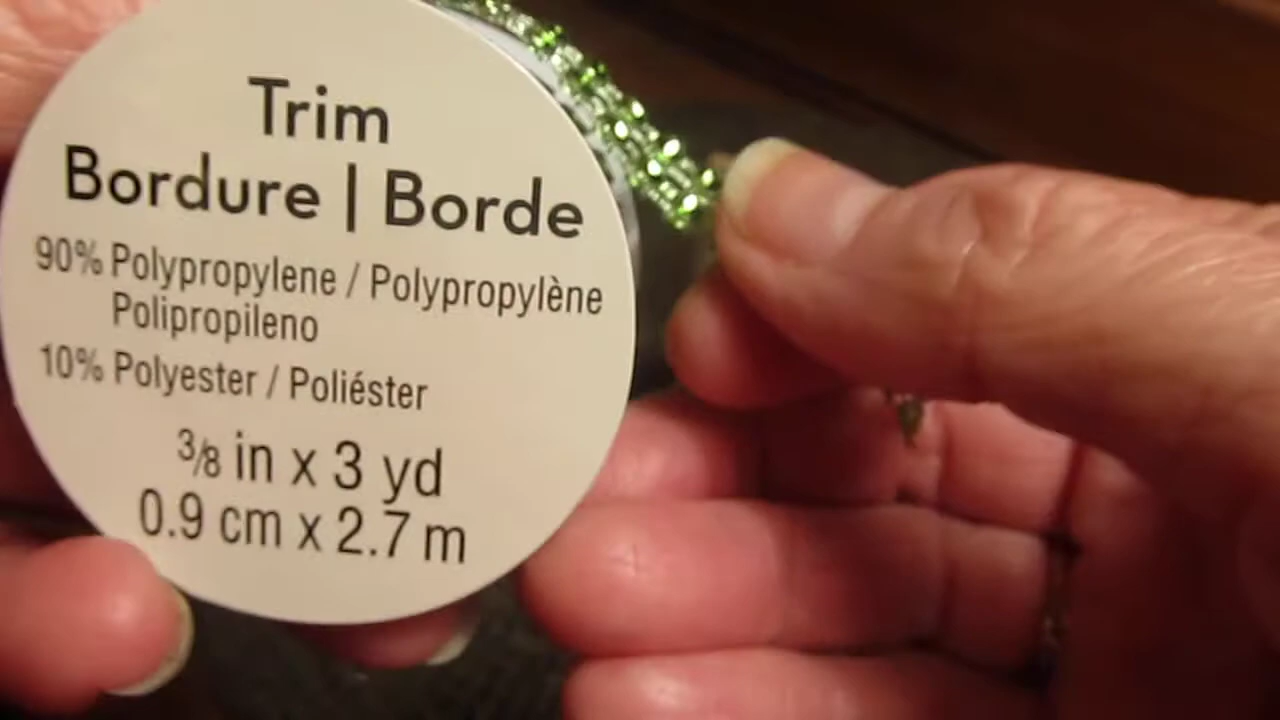 Trim
Bordure | Borde
90% Polypropylene / Polypropylène
Polipropileno
10% Polyester / Poliéster
3/8 in x 3 yd
0.9 cm x 2.7 m